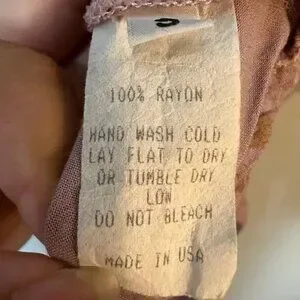 100% RAYON
HAND WASH COLD
LAY FLAT TO DRY
OR TUMBLE DRY
LOW
DO NOT BLEACH
MADE IN USA